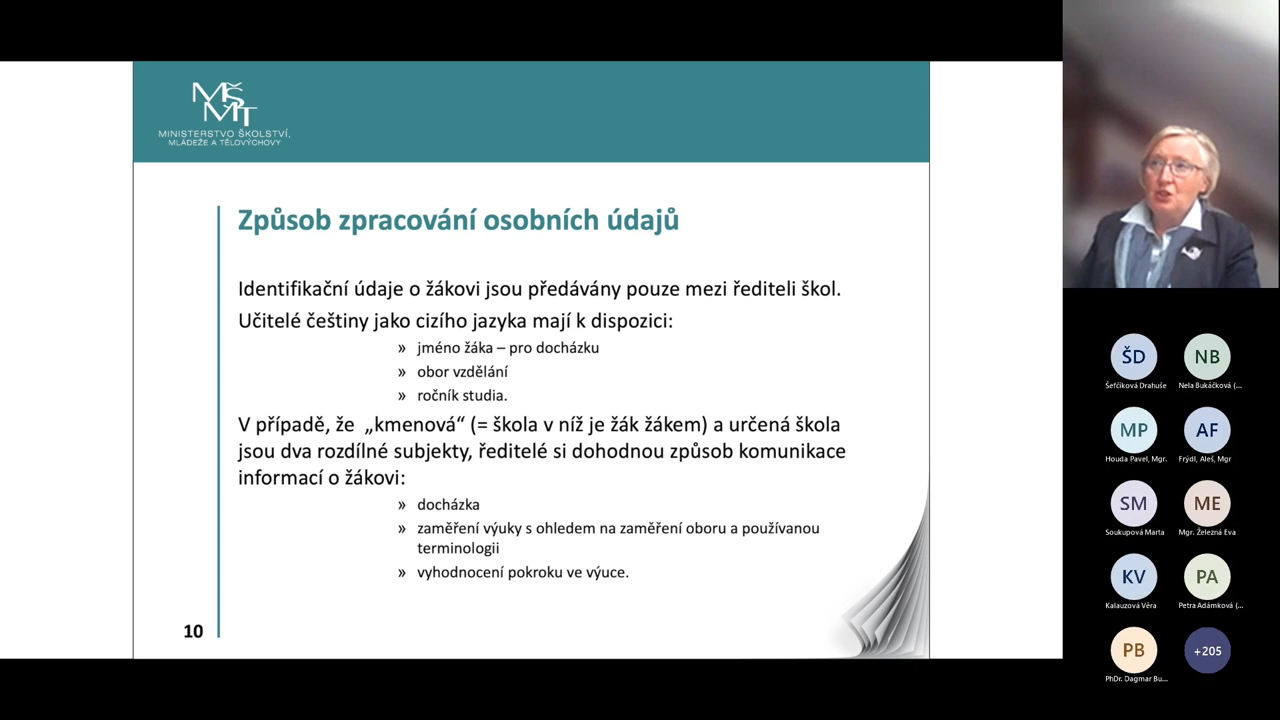 MŠMT
MINISTERSTVO ŠKOLSTVÍ,
MLÁDEŽE A TĚLOVÝCHOVY
Způsob zpracování osobních údajů
Identifikační údaje o žákovi jsou předávány pouze mezi řediteli škol.
Učitelé češtiny jako cizího jazyka mají k dispozici:
» jméno žáka – pro docházku
» obor vzdělání
» ročník studia.
V případě, že „kmenová“ (= škola v níž je žák žákem) a určená škola
jsou dva rozdílné subjekty, ředitelé si dohodnou způsob komunikace
informací o žákovi:
» docházka
» zaměření výuky s ohledem na zaměření oboru a používanou
terminologii
» vyhodnocení pokroku ve výuce.
10
ŠD
Šefčíková Drahuše
NB
Nela Bukáčková (...
MP
Houda Pavel, Mgr.
AF
Frýdl, Aleš, Mgr
SM
Soukupová Marta
ME
Mgr. Železná Eva
KV
Kalauzová Věra
PA
Petra Adámková (...
PB
PhDr. Dagmar Bu...
+205